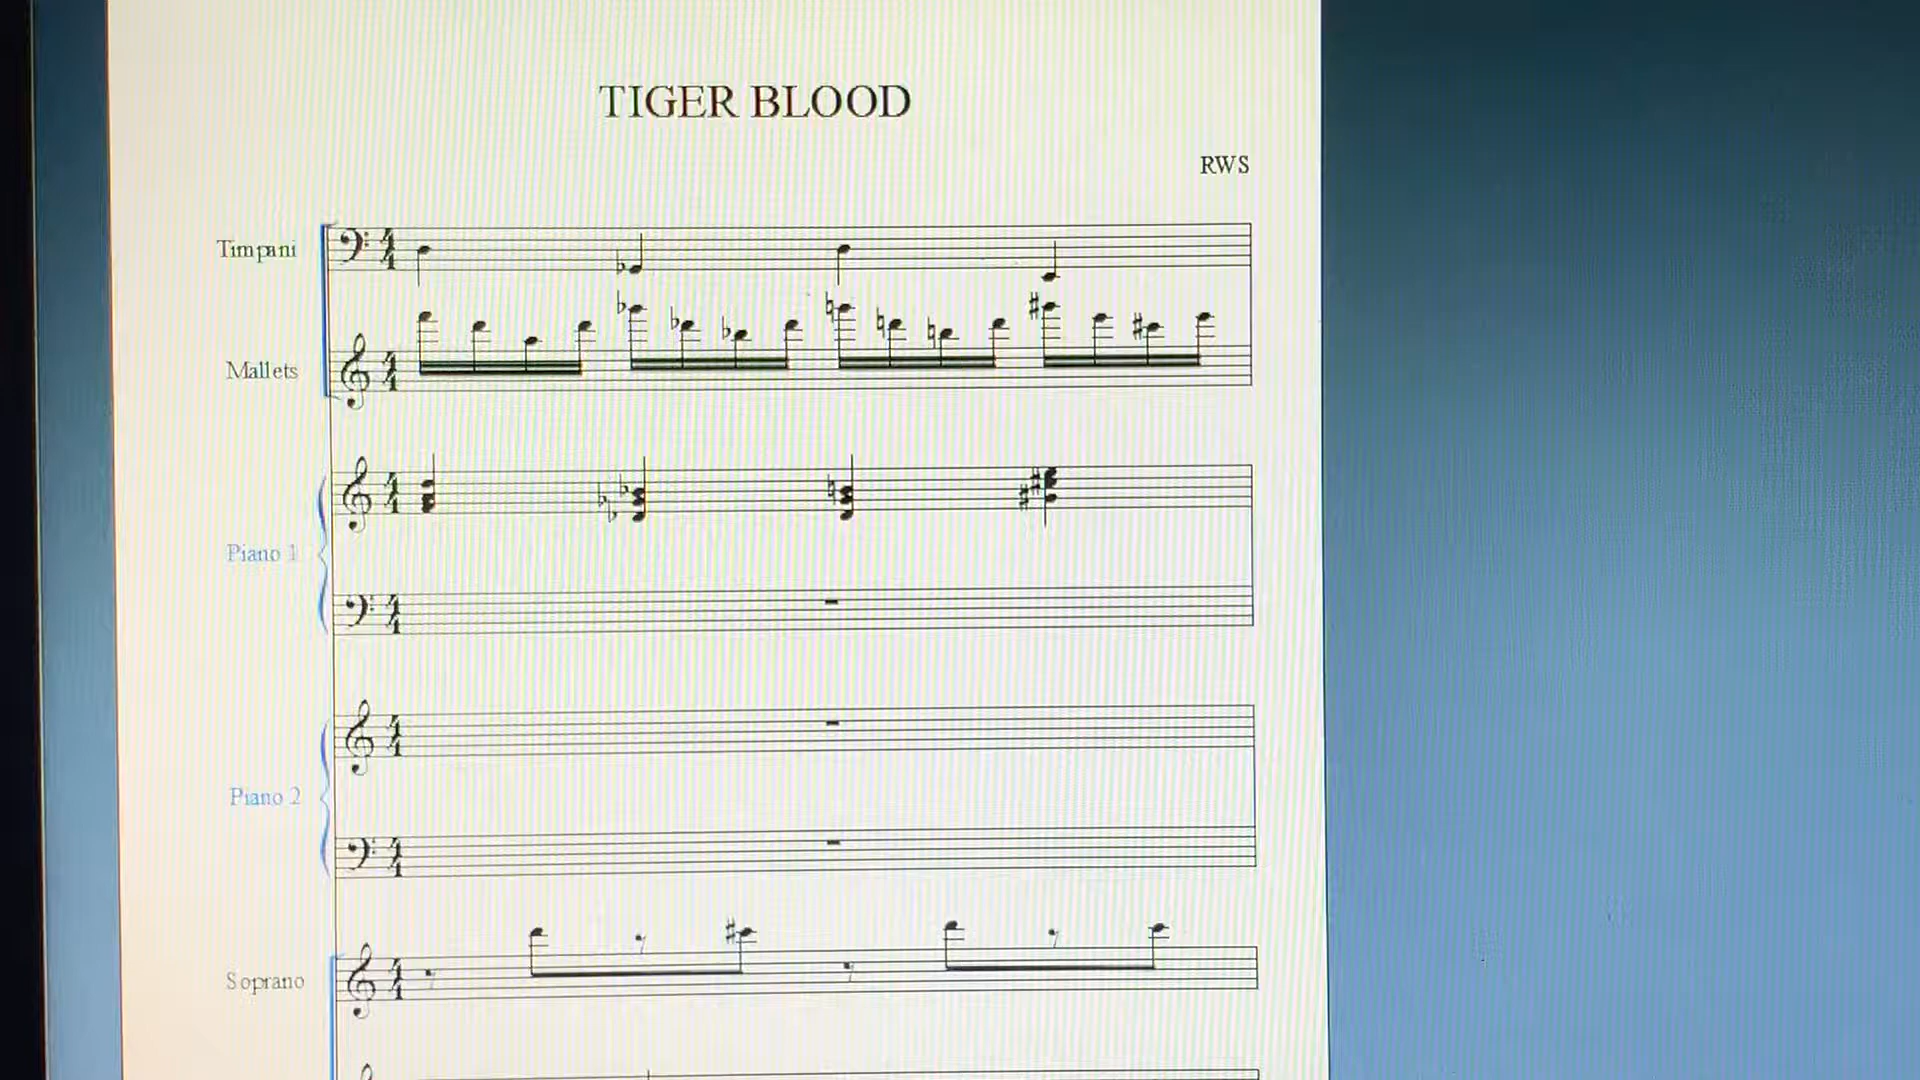 TIGER BLOOD
RWS
Timpani
Mallets
Piano 1
Piano 2
Soprano